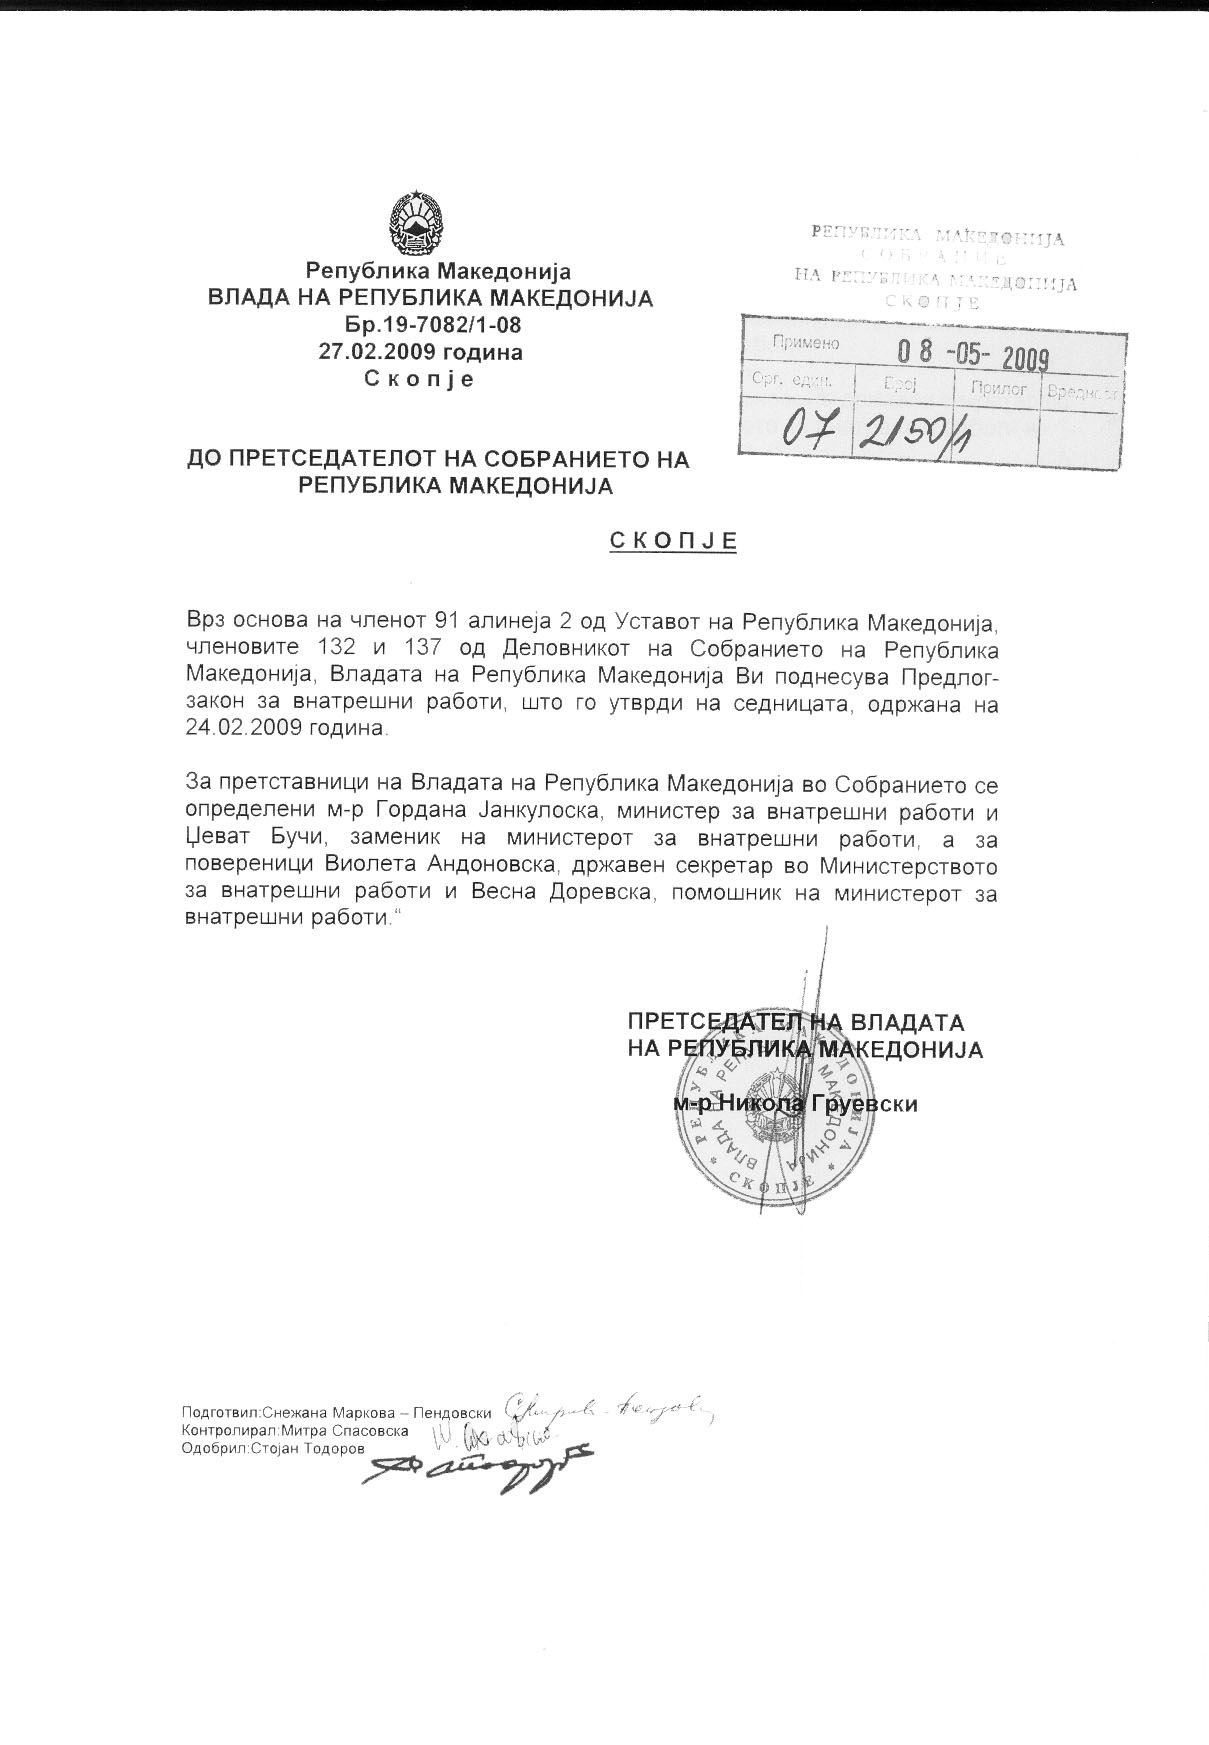 Република Македонија
ВЛАДА НА РЕПУБЛИКА МАКЕДОНИЈА
Бр.19-7082/1-08
27.02.2009 година
С к о п ј е
РЕПУБЛИКА МАКЕДОНИЈА
СОБРАНИЕ
НА РЕПУБЛИКА МАКЕДОНИЈА
СКОПЈЕ
Примено 08 -05- 2009
Орг. един. Број Прилог Вредност
07 2150/1
ДО ПРЕТСЕДАТЕЛОТ НА СОБРАНИЕТО НА
РЕПУБЛИКА МАКЕДОНИЈА
С К О П Ј Е
Врз основа на членот 91 алинеја 2 од Уставот на Република Македонија,
членовите 132 и 137 од Деловникот на Собранието на Република
Македонија, Владата на Република Македонија Ви поднесува Предлог-
закон за внатрешни работи, што го утврди на седницата, одржана на
24.02.2009 година.
За претставници на Владата на Република Македонија во Собранието се
определени м-р Гордана Јанкулоска, министер за внатрешни работи и
Џеват Бучи, заменик на министерот за внатрешни работи, а за
повереници Виолета Андоновска, државен секретар во Министерството
за внатрешни работи и Весна Доревска, помошник на министерот за
внатрешни работи.“
ПРЕТСЕДАТЕЛ НА ВЛАДАТА
НА РЕПУБЛИКА МАКЕДОНИЈА
м-р Никола Груевски
РЕПУБЛИКА МАКЕДОНИЈА
ВЛАДА НА РЕПУБЛИКА МАКЕДОНИЈА
СКОПЈЕ
Подготвил:Снежана Маркова – Пендовски
Контролирал:Митра Спасовска
Одобрил:Стојан Тодоров